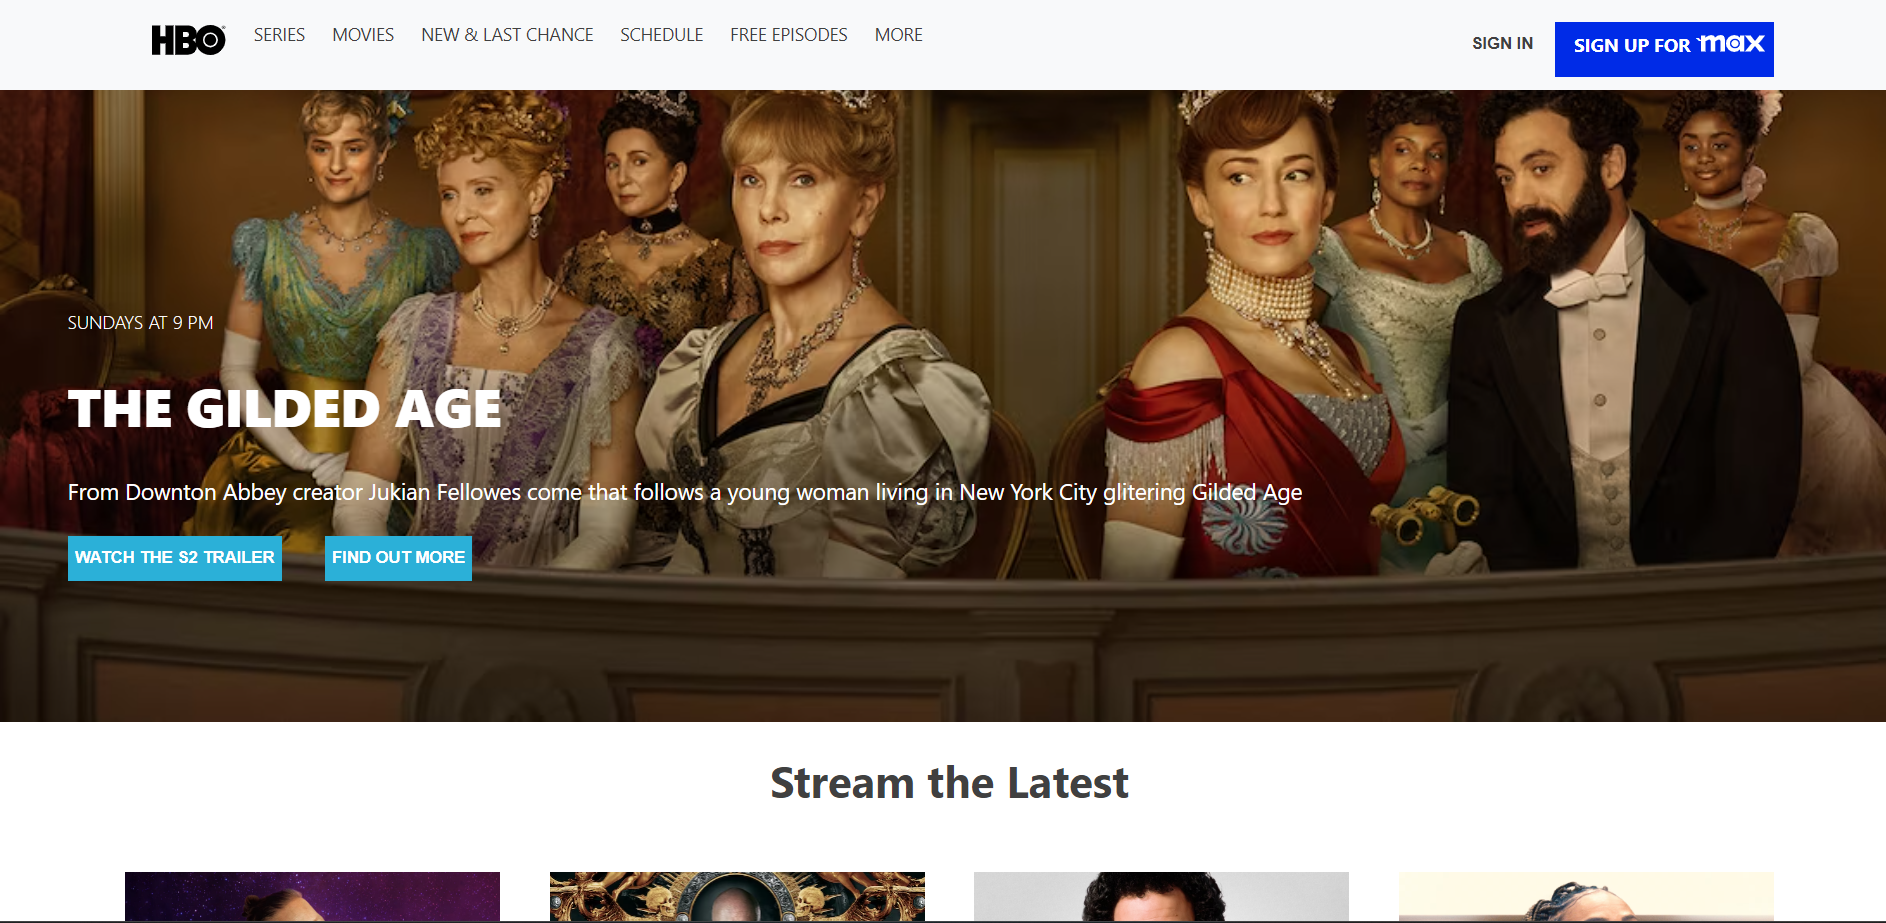 HBO SERIES MOVIES NEW & LAST CHANCE SCHEDULE FREE EPISODES MORE SIGN IN SIGN UP FOR max
SUNDAYS AT 9 PM
THE GILDED AGE
From Downton Abbey creator Jukian Fellowes come that follows a young woman living in New York City glitering Gilded Age
WATCH THE S2 TRAILER FIND OUT MORE
Stream the Latest